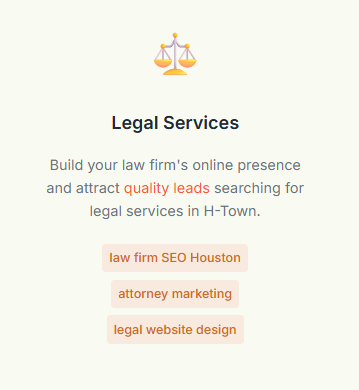 Legal Services
Build your law firm's online presence
and attract quality leads searching for
legal services in H-Town.
law firm SEO Houston
attorney marketing
legal website design